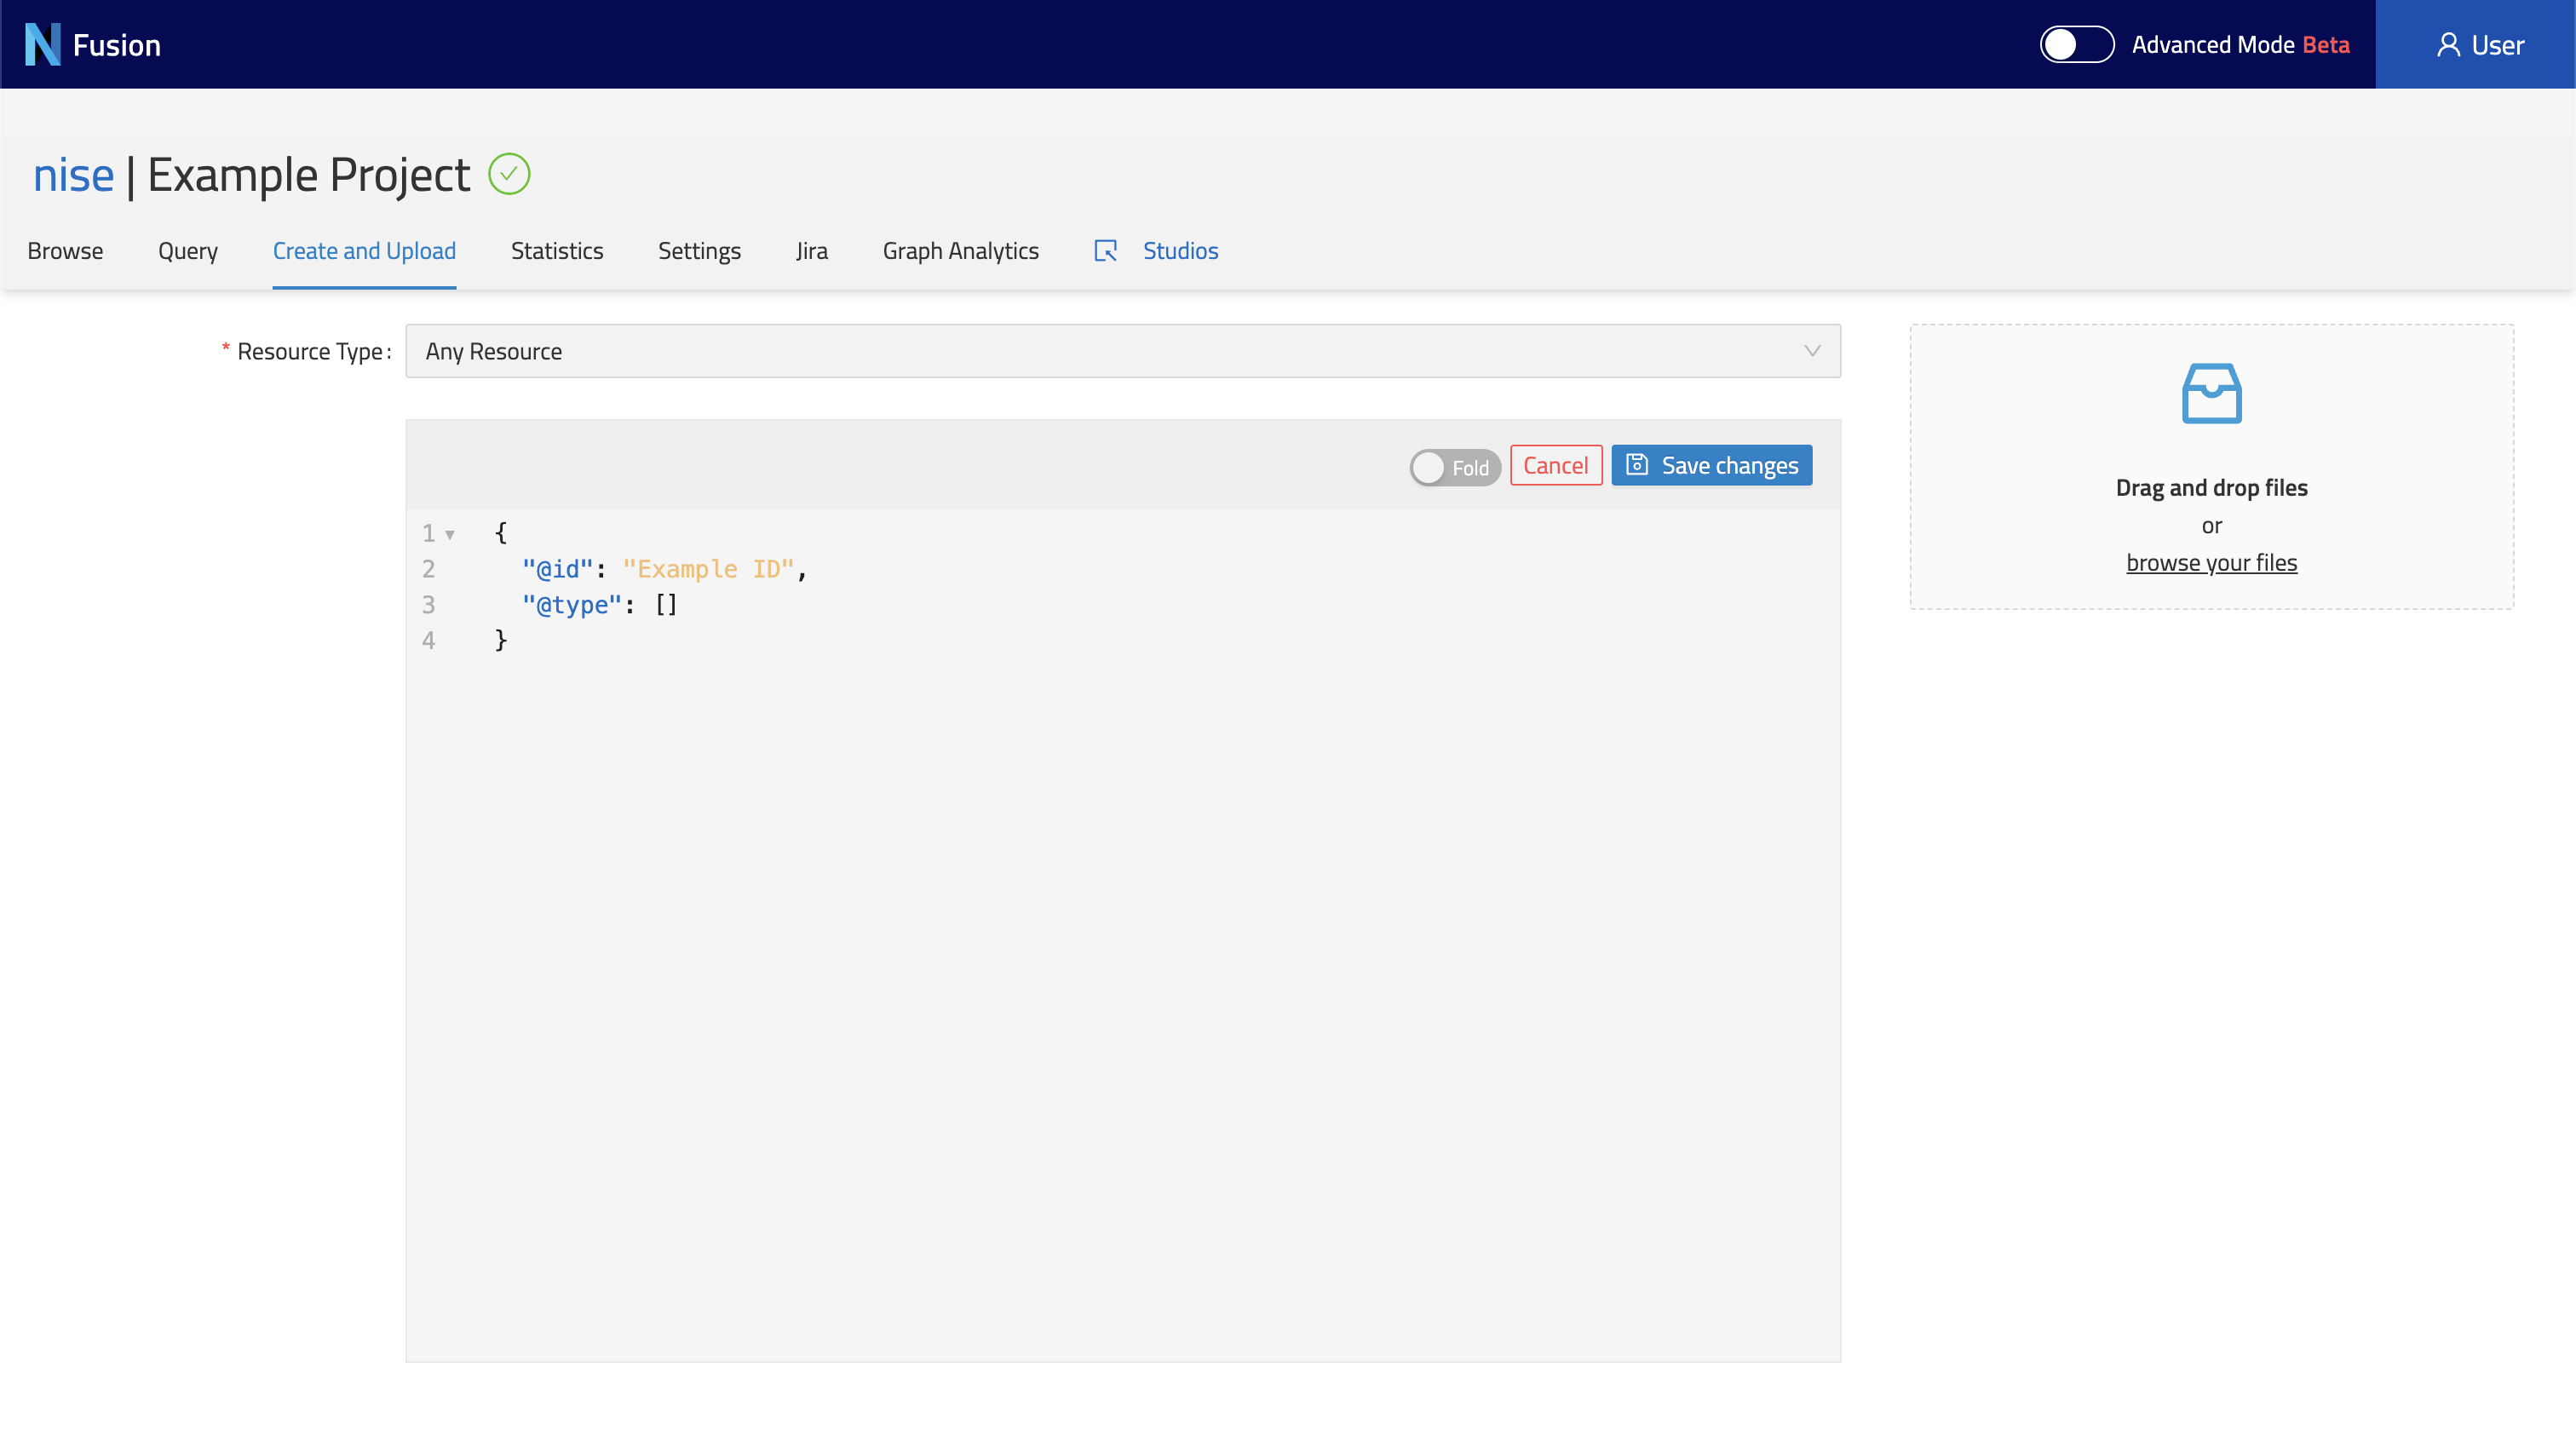 Fusion
Advanced Mode Beta
User
nise | Example Project
Browse Query Create and Upload Statistics Settings Jira Graph Analytics Studios
* Resource Type: Any Resource
Fold Cancel Save changes
1 {
2 "@id": "Example ID",
3 "@type": []
4 }
Drag and drop files
or
browse your files